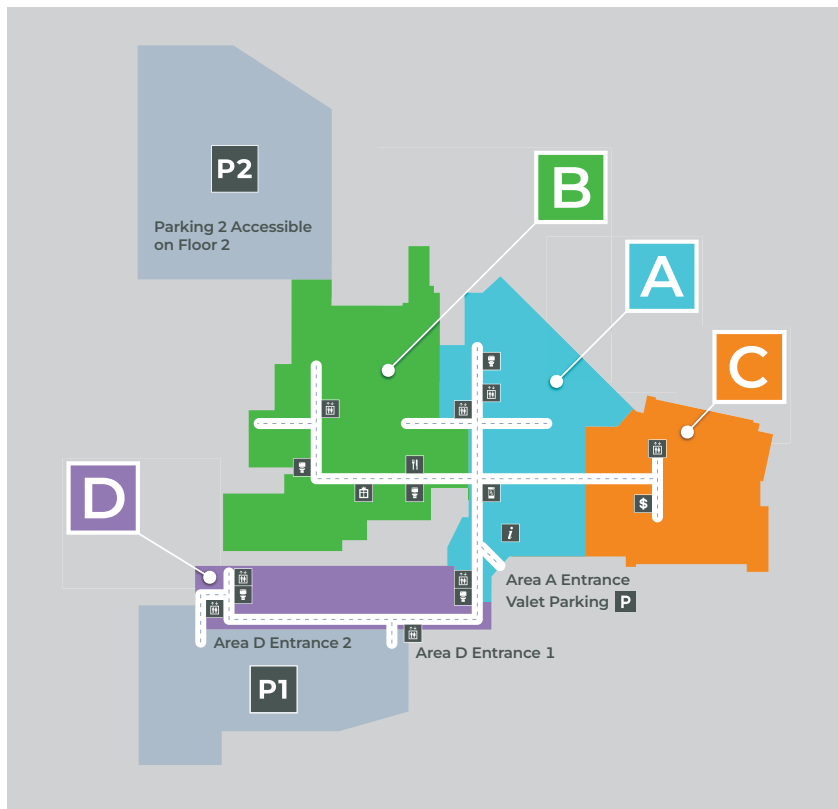 P2
Parking 2 Accessible
on Floor 2
B
A
C
D
$
i
Area A Entrance
Valet Parking P
Area D Entrance 2
Area D Entrance 1
P1